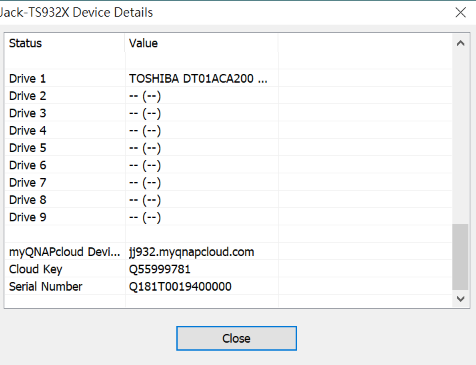 Jack-TS932X Device Details
Status Value
Drive 1 TOSHIBA DT01ACA200 ...
Drive 2 -- (--)
Drive 3 -- (--)
Drive 4 -- (--)
Drive 5 -- (--)
Drive 6 -- (--)
Drive 7 -- (--)
Drive 8 -- (--)
Drive 9 -- (--)
myQNAPcloud Devi... jj932.myqnapcloud.com
Cloud Key Q55999781
Serial Number Q181T0019400000
Close